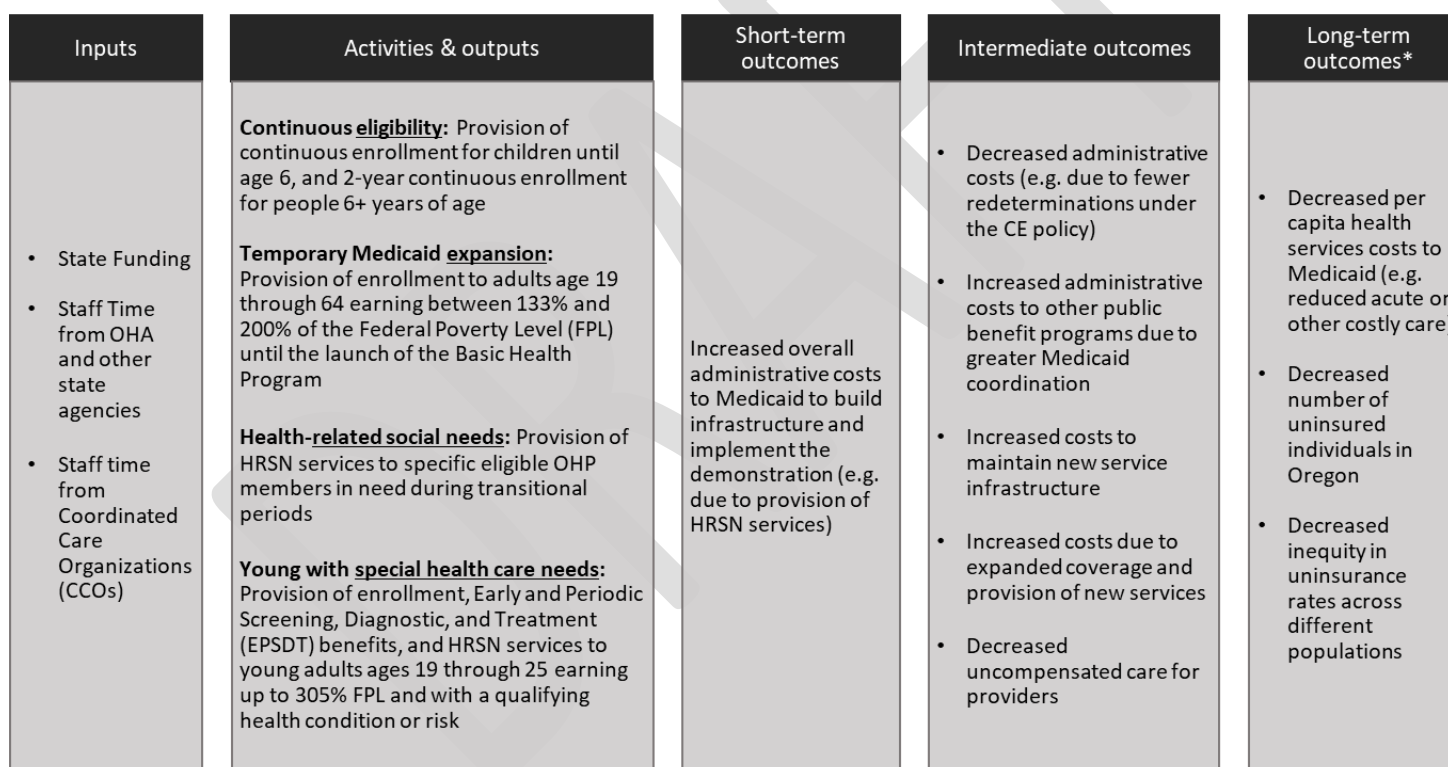 Inputs
State Funding
Staff Time
from OHA
and other
state
agencies
Staff time
from
Coordinated
Care
Organizations
(CCOs)
Activities & outputs
Continuous eligibility: Provision of
continuous enrollment for children until
age 6, and 2-year continuous enrollment
for people 6+ years of age
Temporary Medicaid expansion:
Provision of enrollment to adults age 19
through 64 earning between 133% and
200% of the Federal Poverty Level (FPL)
until the launch of the Basic Health
Program
Health-related social needs: Provision of
HRSN services to specific eligible OHP
members in need during transitional
periods
Young with special health care needs:
Provision of enrollment, Early and Periodic
Screening, Diagnostic, and Treatment
(EPSDT) benefits, and HRSN services to
young adults ages 19 through 25 earning
up to 305% FPL and with a qualifying
health condition or risk
Short-term
outcomes
Increased overall
administrative costs
to Medicaid to build
infrastructure and
implement the
demonstration (e.g.
due to provision of
HRSN services)
Intermediate outcomes
Decreased administrative
costs (e.g. due to fewer
redeterminations under
the CE policy)
Increased administrative
costs to other public
benefit programs due to
greater Medicaid
coordination
Increased costs to
maintain new service
infrastructure
Increased costs due to
expanded coverage and
provision of new services
Decreased
uncompensated care for
providers
Long-term
outcomes*
Decreased per
capita health
services costs to
Medicaid (e.g.
reduced acute or
other costly care)
Decreased
number of
uninsured
individuals in
Oregon
Decreased
inequity in
uninsurance
rates across
different
populations